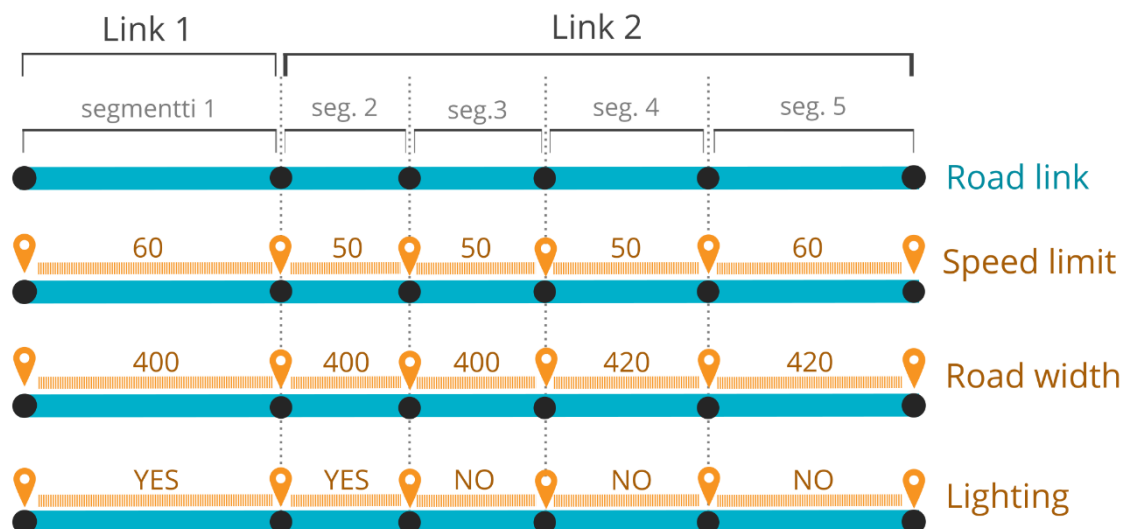 Link 1 Link 2
segmentti 1 seg. 2 seg.3 seg. 4 seg. 5
Road link
60 50 50 50 60 Speed limit
400 400 400 420 420 Road width
YES YES NO NO NO Lighting